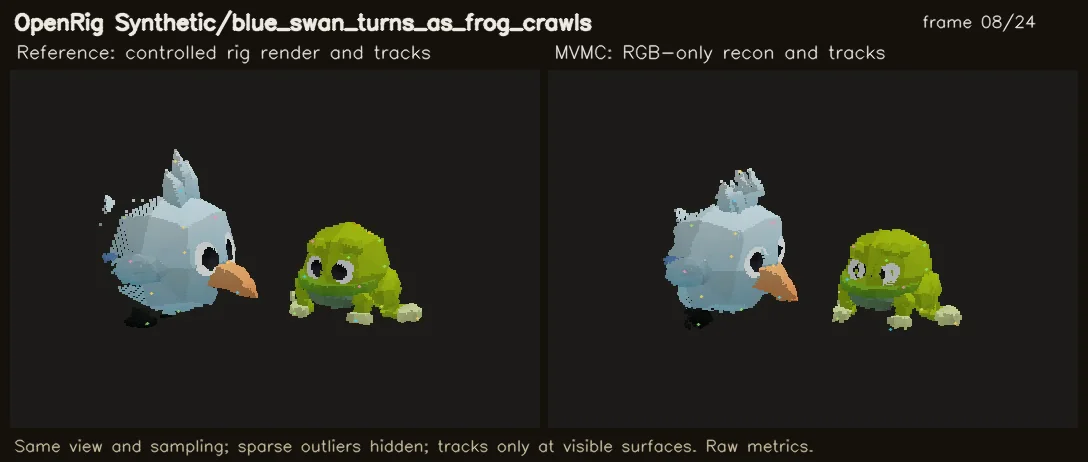 OpenRig Synthetic/blue_swan_turns_as_frog_crawls
frame 08/24
Reference: controlled rig render and tracks
MVMC: RGB-only recon and tracks
Same view and sampling; sparse outliers hidden; tracks only at visible surfaces. Raw metrics.